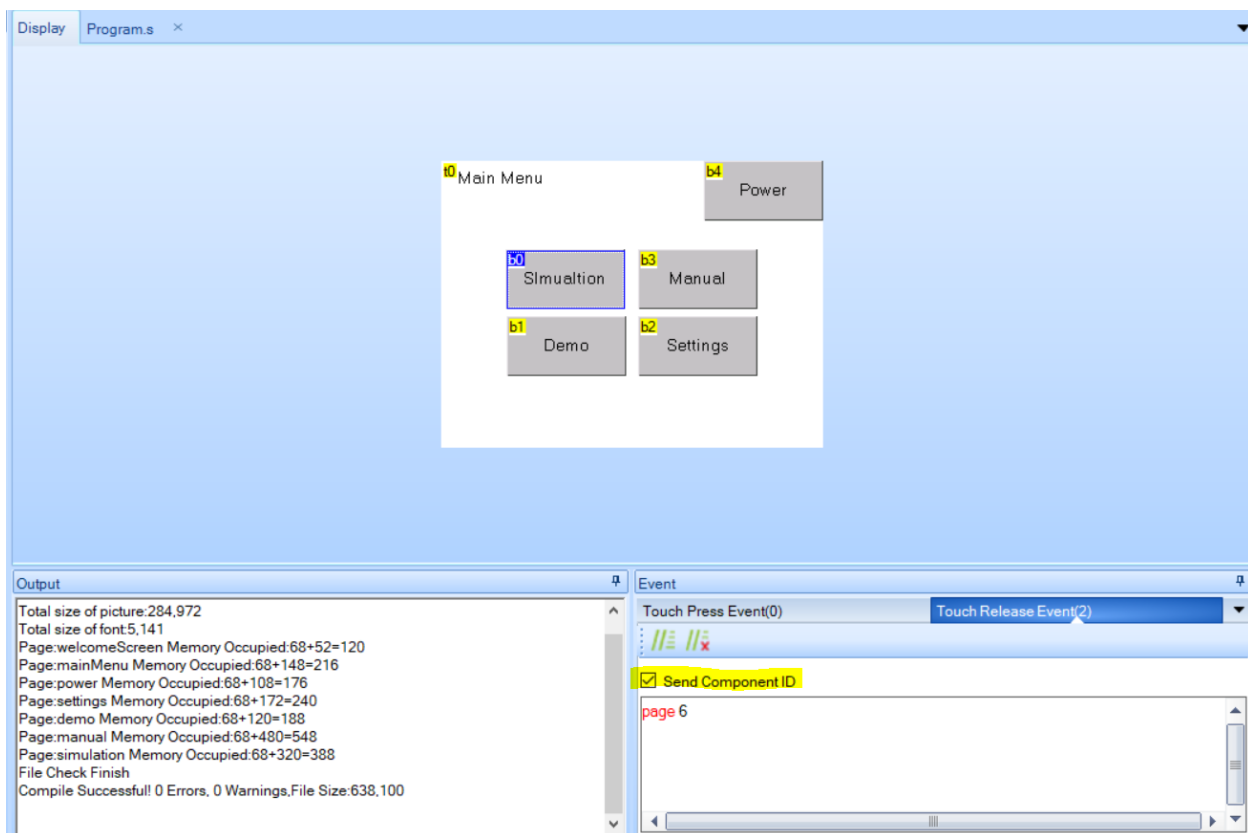 Display Program.s ×
t0 Main Menu
b4 Power
b0 SImualtion
b3 Manual
b1 Demo
b2 Settings
Output
Total size of picture:284,972
Total size of font:5,141
Page:welcomeScreen Memory Occupied:68+52=120
Page:mainMenu Memory Occupied:68+148=216
Page:power Memory Occupied:68+108=176
Page:settings Memory Occupied:68+172=240
Page:demo Memory Occupied:68+120=188
Page:manual Memory Occupied:68+480=548
Page:simulation Memory Occupied:68+320=388
File Check Finish
Compile Successful! 0 Errors, 0 Warnings,File Size:638,100
Event
Touch Press Event(0) Touch Release Event(2)
Send Component ID
page 6